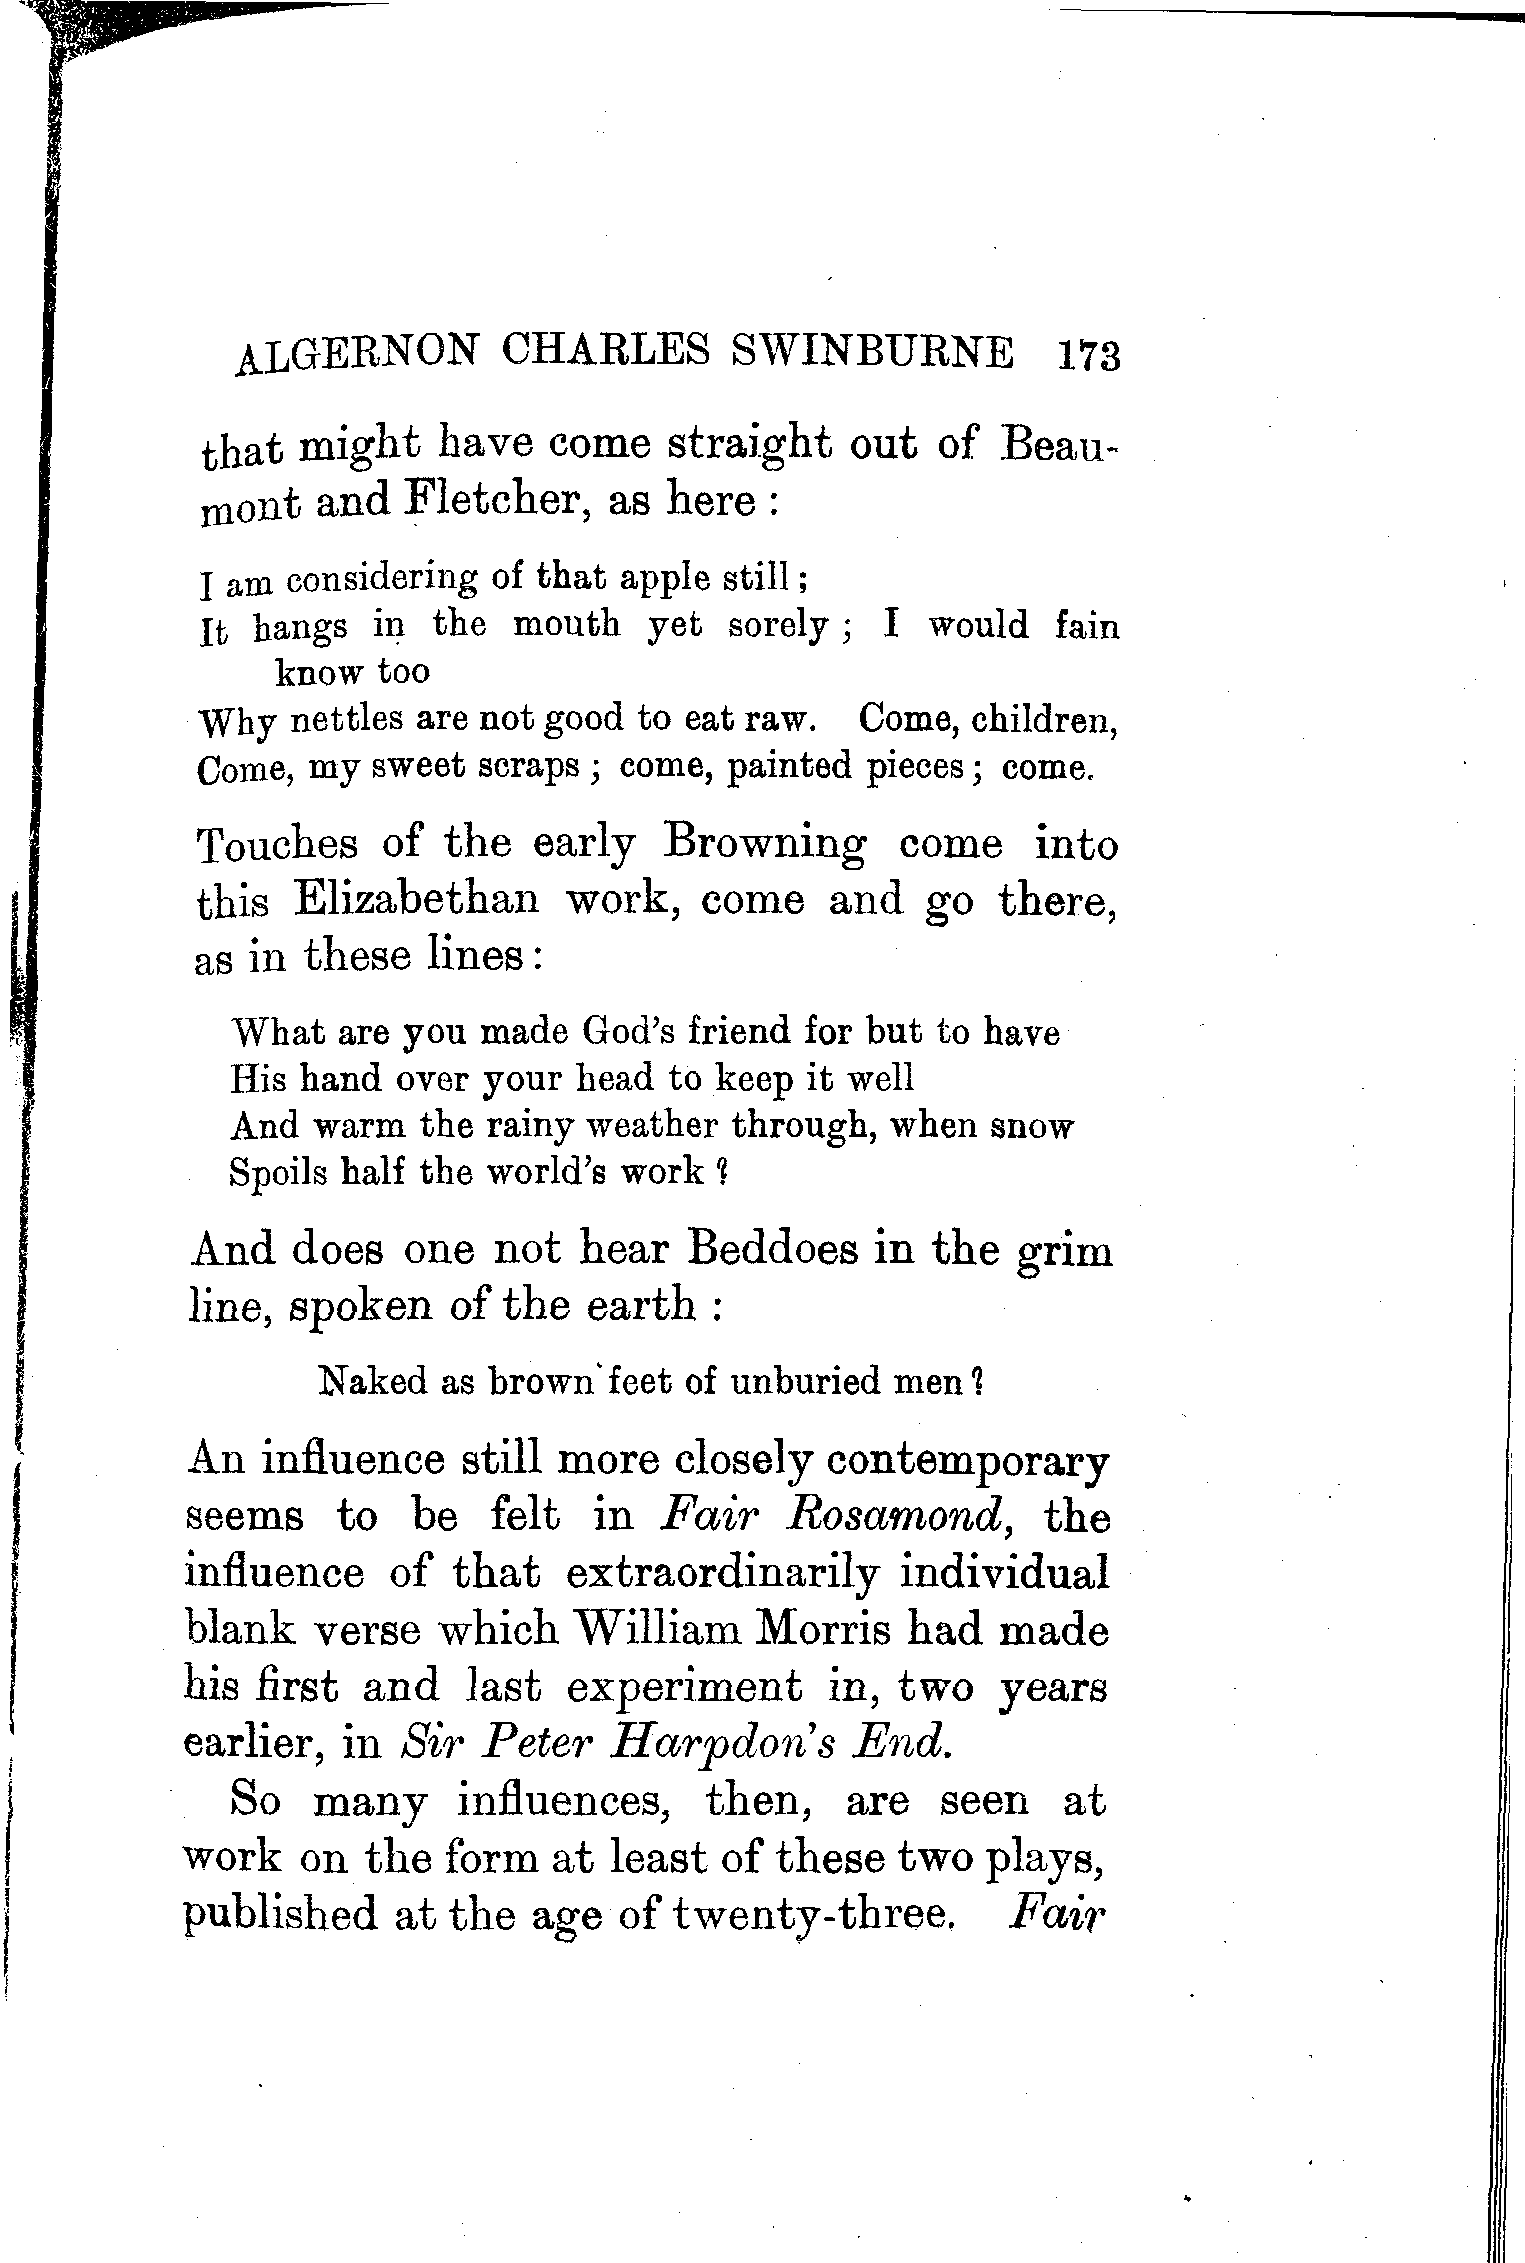 ALGERNON CHARLES SWINBURNE 173
that might have come straight out of Beau-
mont and Fletcher, as here :
I am considering of that apple still ;
It hangs in the mouth yet sorely ; I would fain
know too
Why nettles are not good to eat raw. Come, children,
Come, my sweet scraps ; come, painted pieces ; come.
Touches of the early Browning come into
this Elizabethan work, come and go there,
as in these lines :
What are you made God's friend for but to have
His hand over your head to keep it well
And warm the rainy weather through, when snow
Spoils half the world's work ?
And does one not hear Beddoes in the grim
line, spoken of the earth :
Naked as brown feet of unburied men ?
An influence still more closely contemporary
seems to be felt in Fair Rosamond, the
influence of that extraordinarily individual
blank verse which William Morris had made
his first and last experiment in, two years
earlier, in Sir Peter Harpdon's End.
So many influences, then, are seen at
work on the form at least of these two plays,
published at the age of twenty-three. Fair